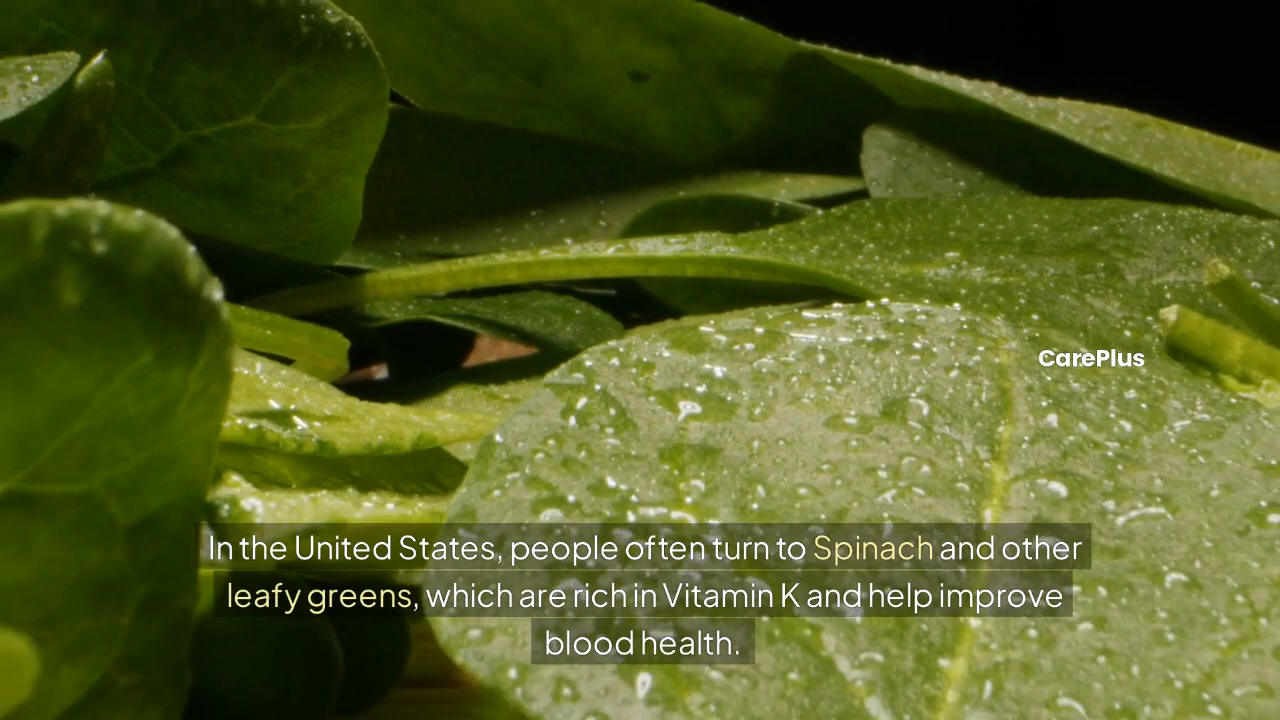 CarePlus
In the United States, people often turn to Spinach and other
leafy greens, which are rich in Vitamin K and help improve
blood health.